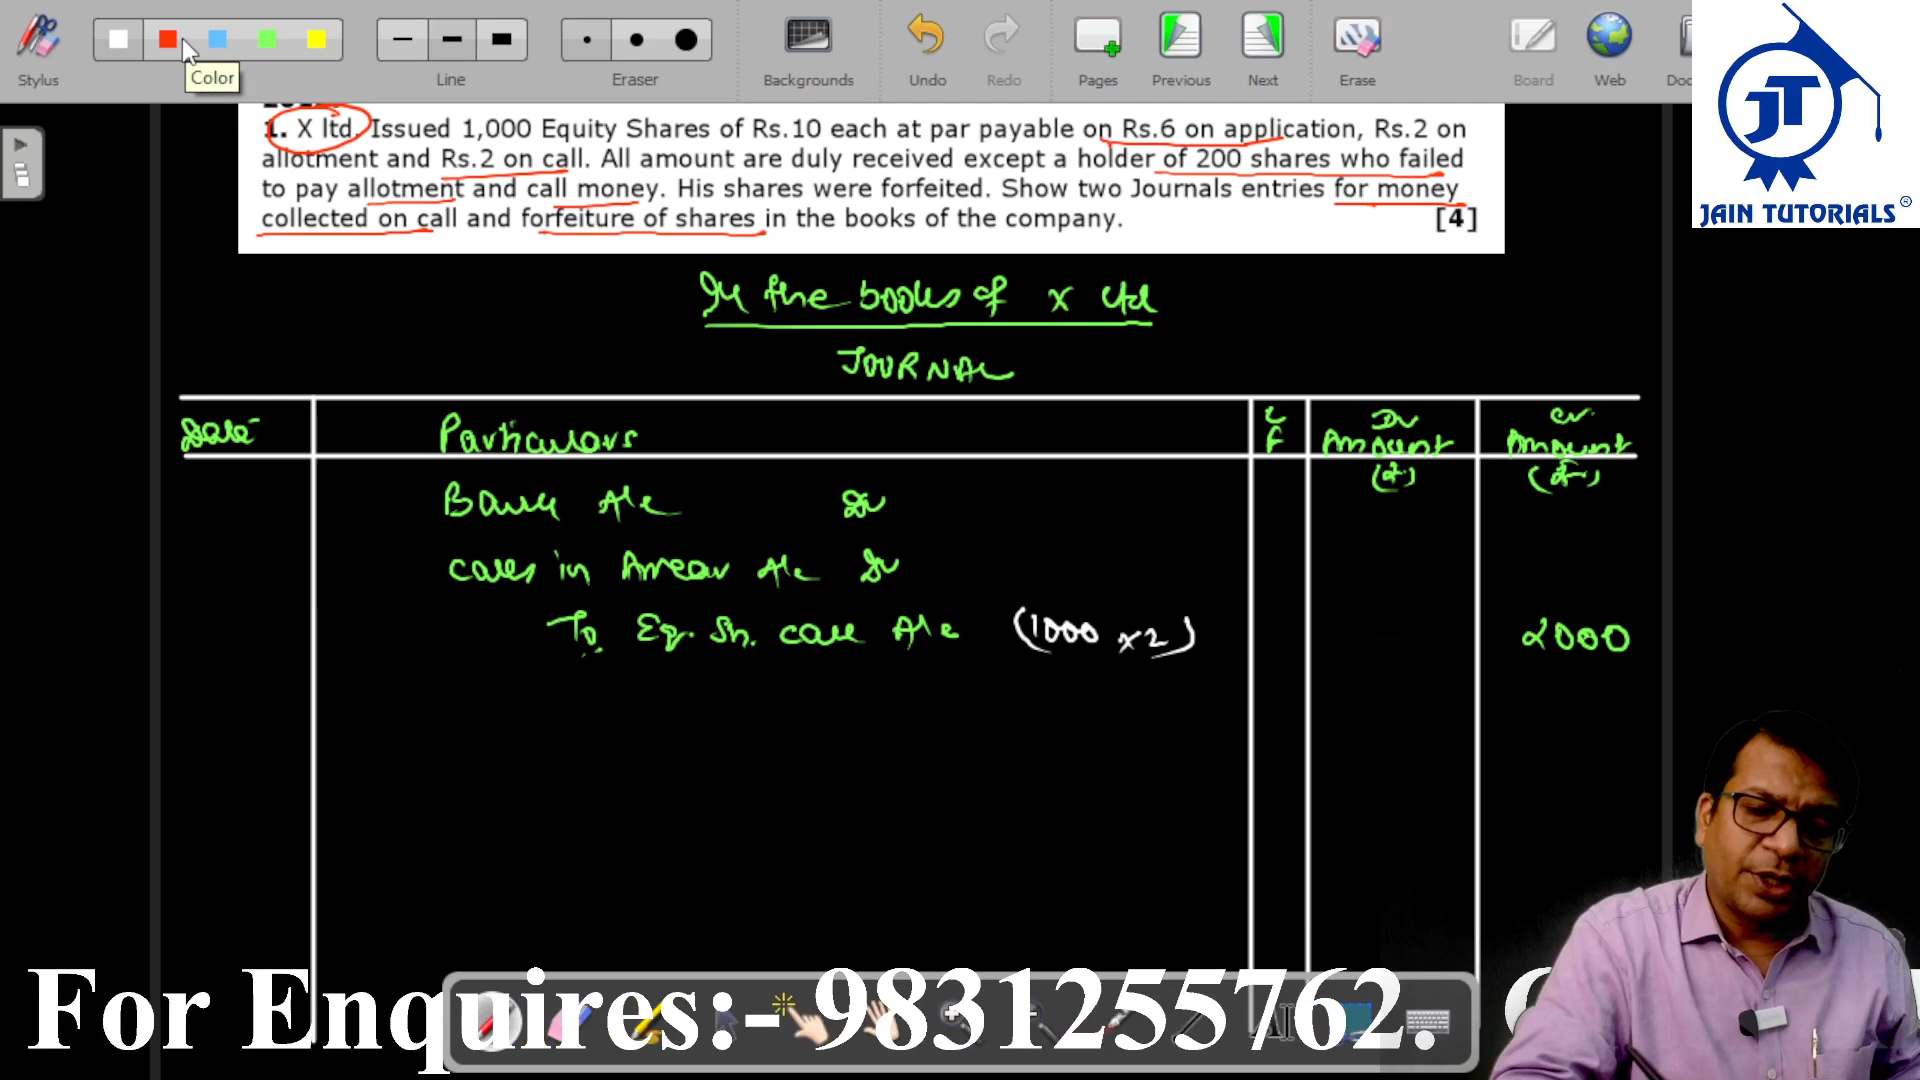 Stylus
Color
Line
Eraser
Backgrounds
Undo
Redo
Pages
Previous
Next
Erase
Board
Web
JT
JAIN TUTORIALS®
1. X ltd. Issued 1,000 Equity Shares of Rs.10 each at par payable on Rs.6 on application, Rs.2 on
allotment and Rs.2 on call. All amount are duly received except a holder of 200 shares who failed
to pay allotment and call money. His shares were forfeited. Show two Journals entries for money
collected on call and forfeiture of shares in the books of the company. [4]
In the books of X Ltd
JOURNAL
Date Particulars L F Dr Amount (₹) Cr Amount (₹)
Bank A/c Dr
Calls in Arrear A/c Dr
To Eq. Sh. Call A/c (1000 x 2) 2000
For Enquires:- 9831255762.